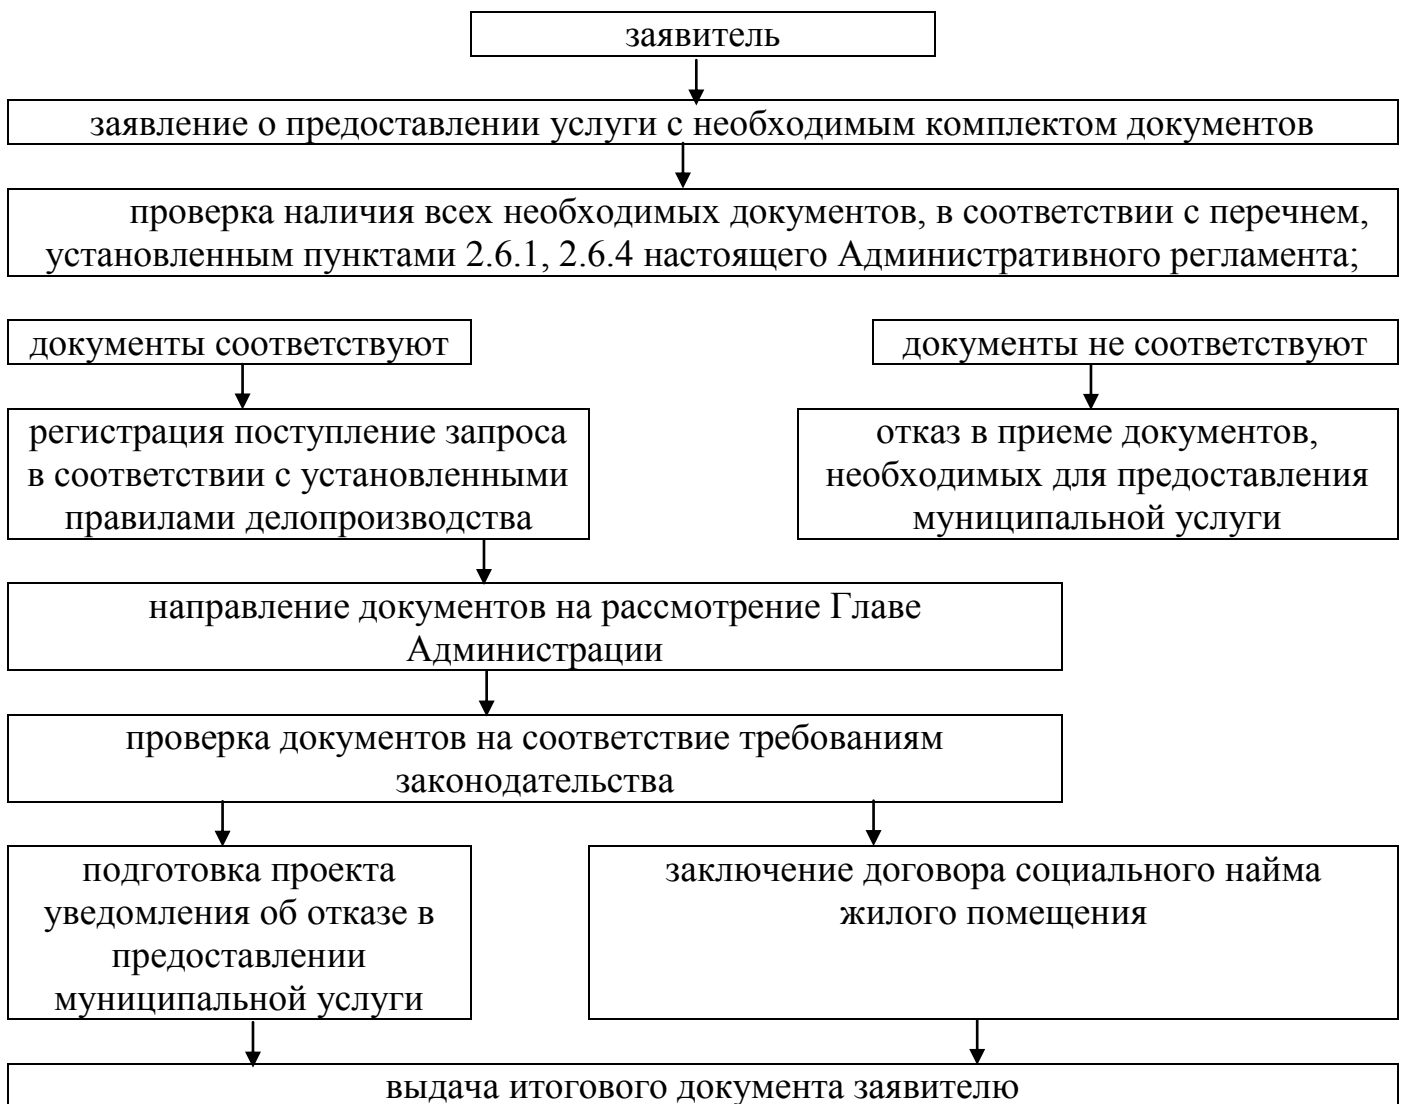 заявитель
заявление о предоставлении услуги с необходимым комплектом документов
проверка наличия всех необходимых документов, в соответствии с перечнем,
установленным пунктами 2.6.1, 2.6.4 настоящего Административного регламента;
документы соответствуют
документы не соответствуют
регистрация поступление запроса
в соответствии с установленными
правилами делопроизводства
отказ в приеме документов,
необходимых для предоставления
муниципальной услуги
направление документов на рассмотрение Главе
Администрации
проверка документов на соответствие требованиям
законодательства
подготовка проекта
уведомления об отказе в
предоставлении
муниципальной услуги
заключение договора социального найма
жилого помещения
выдача итогового документа заявителю